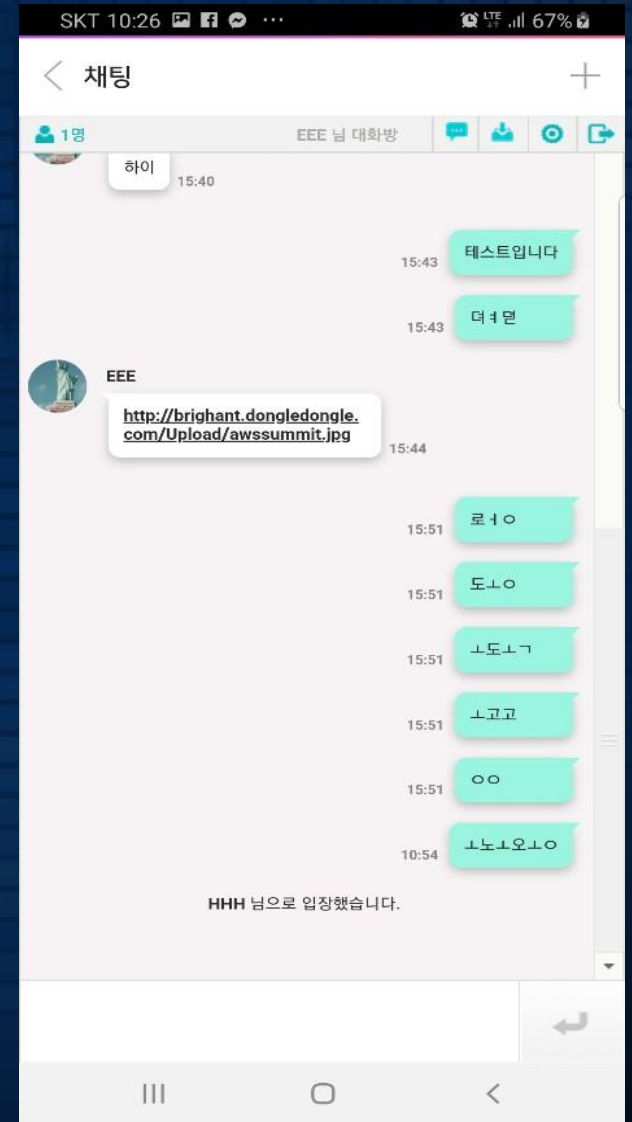 SKT 10:26 ... LTE 67%
채팅
1명 EEE 님 대화방
하이
15:40
15:43 테스트입니다
15:43 뎌ㅕ덛
EEE
http://brighant.dongledongle.
com/Upload/awssummit.jpg
15:44
15:51 로ㅓㅇ
15:51 도ㅗㅇ
15:51 ㅗ도ㅗㄱ
15:51 ㅗ고고
15:51 ㅇㅇ
10:54 ㅗ노ㅗ오ㅗㅇ
HHH 님으로 입장했습니다.